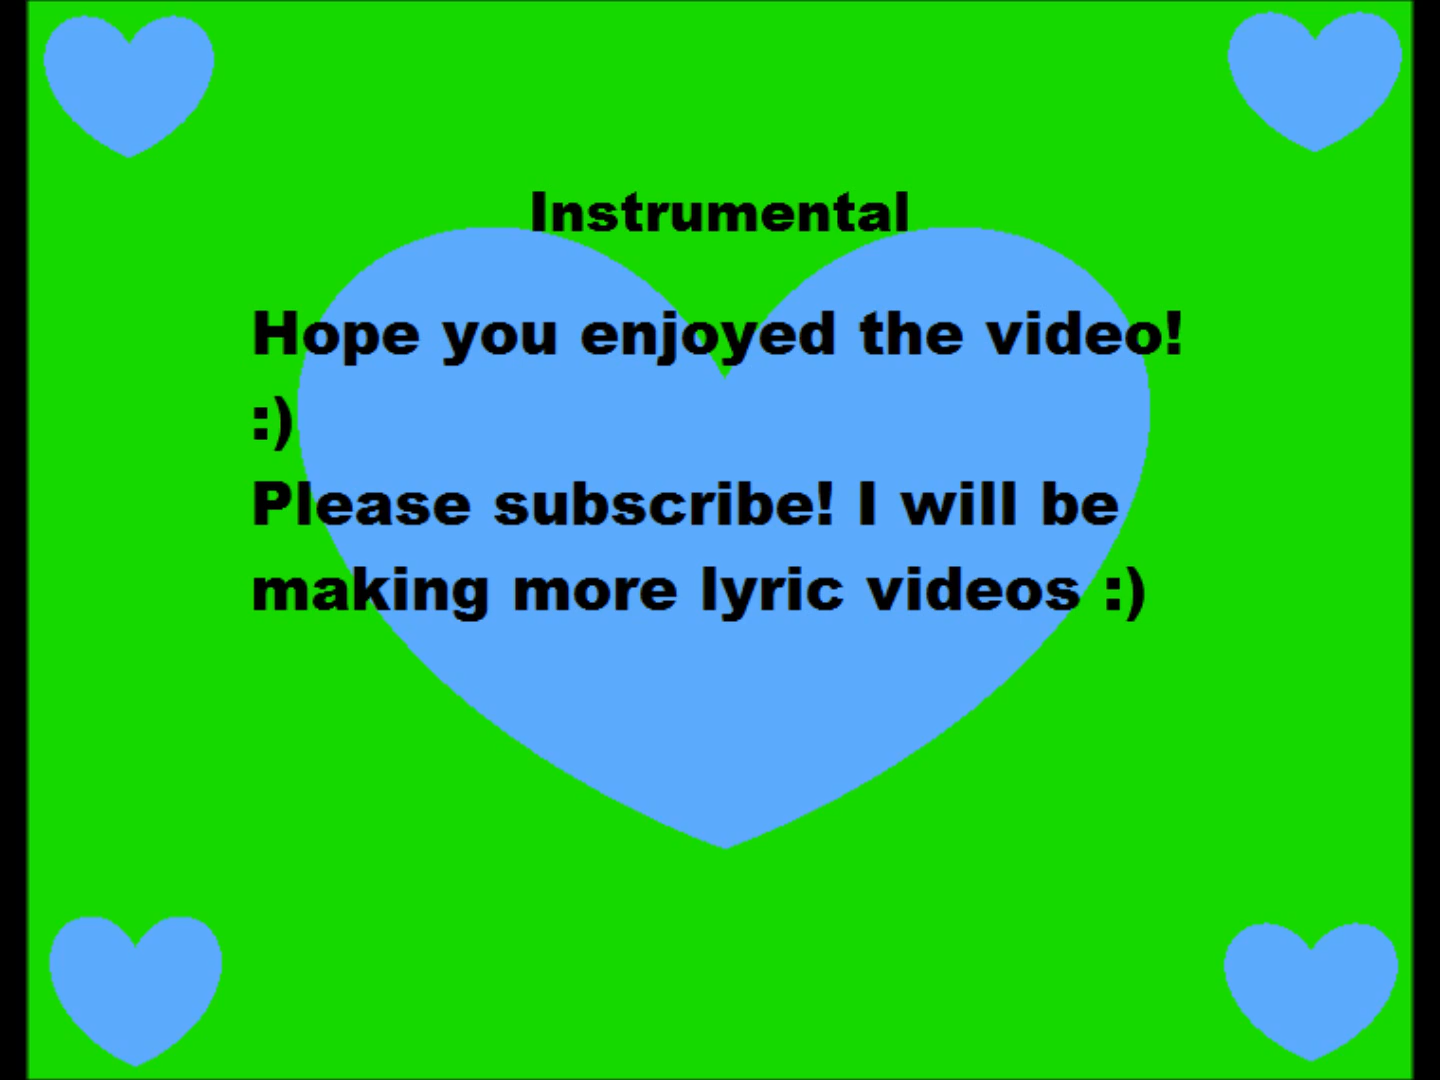 Instrumental
Hope you enjoyed the video!
:)
Please subscribe! I will be
making more lyric videos :)